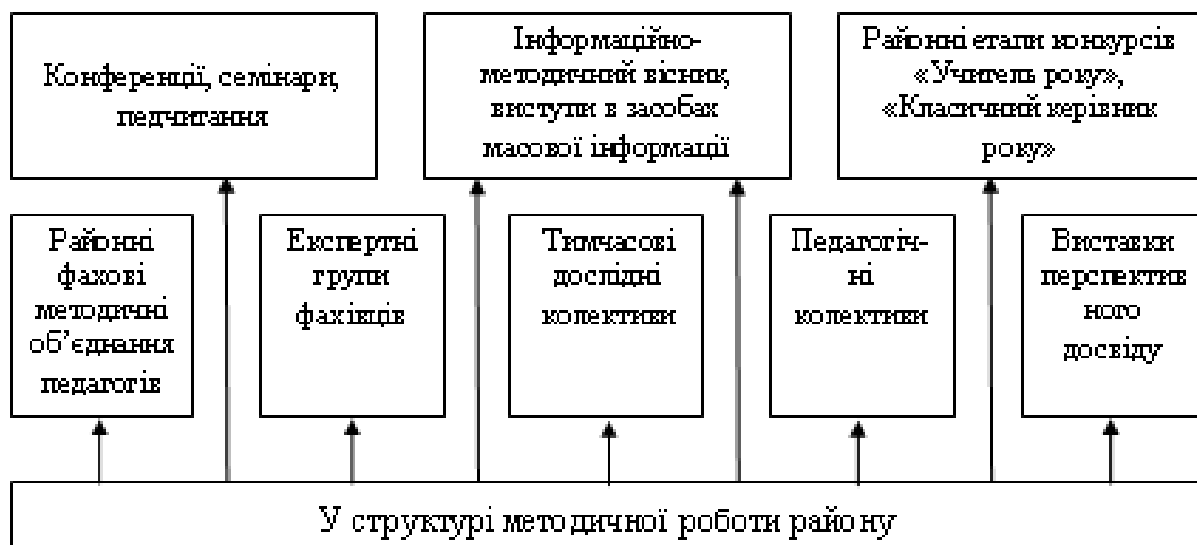 Конференції, семінари,
педчитання
Інформаційно-
методичний вісник,
виступи в засобах
масової інформації
Районні етапи конкурсів
«Учитель року»,
«Класичний керівник
року»
Районні
фахові
методичні
об’єднання
педагогів
Експертні
групи
фахівців
Тимчасові
дослідні
колективи
Педагогіч-
ні
колективи
Виставки
перспектив
ного
досвіду
У структурі методичної роботи району